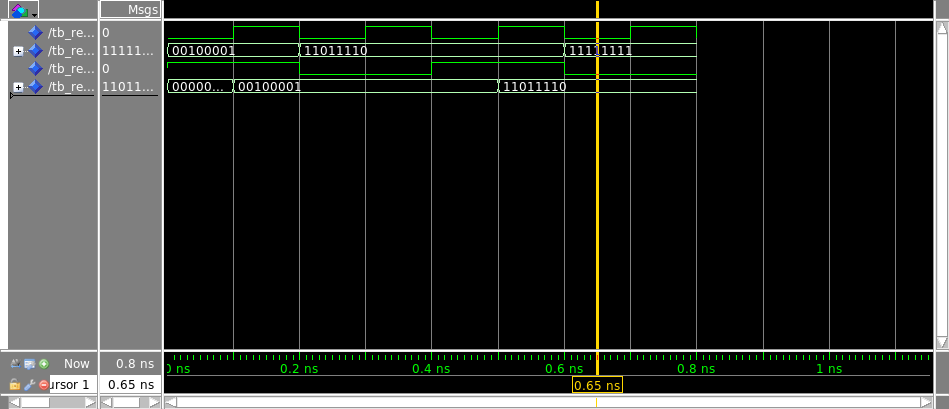 Msgs
/tb_re... 0
/tb_re... 11111... 00100001 11011110 11111111
/tb_re... 0
/tb_re... 11011... 00000... 00100001 11011110
Now 0.8 ns ns 0.2 ns 0.4 ns 0.6 ns 0.8 ns 1 ns
ursor 1 0.65 ns 0.65 ns